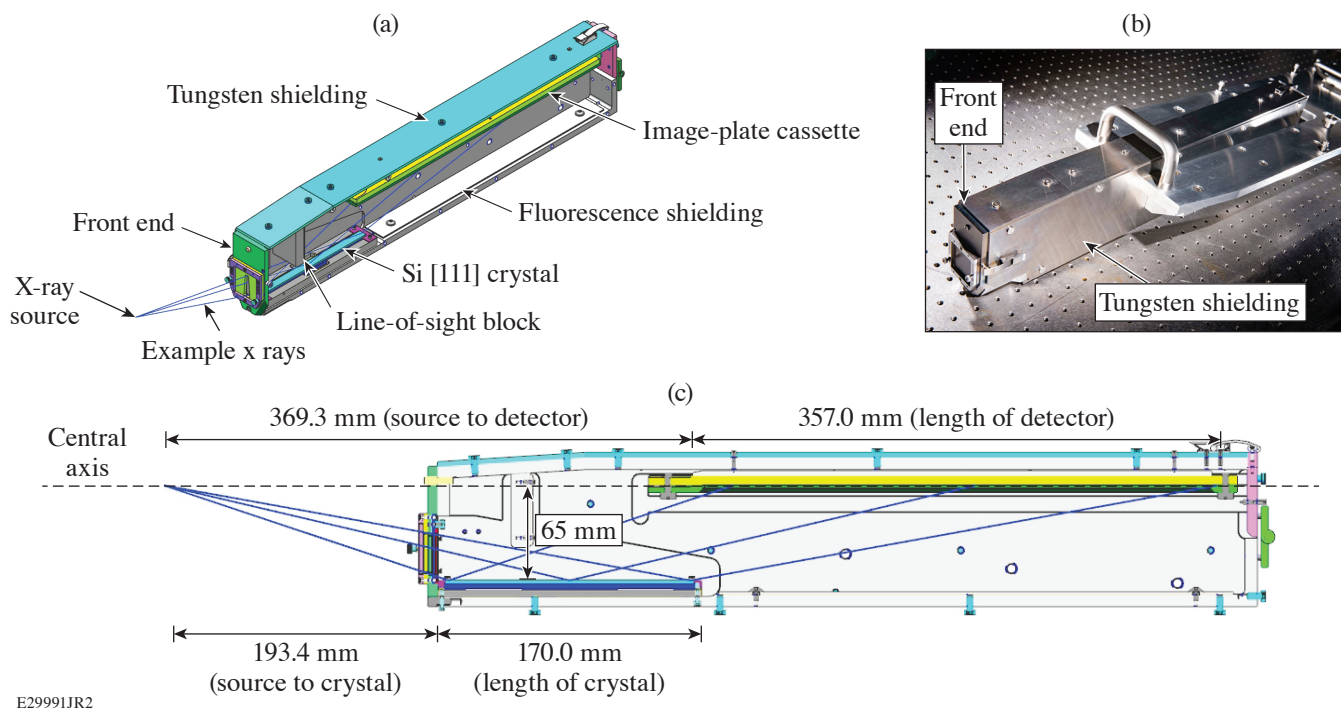 (a)
Tungsten shielding
Image-plate cassette
Front end
Fluorescence shielding
Si [111] crystal
X-ray
source
Line-of-sight block
Example x rays
(b)
Front
end
Tungsten shielding
(c)
369.3 mm (source to detector)
357.0 mm (length of detector)
Central
axis
65 mm
193.4 mm
(source to crystal)
170.0 mm
(length of crystal)
E29991JR2